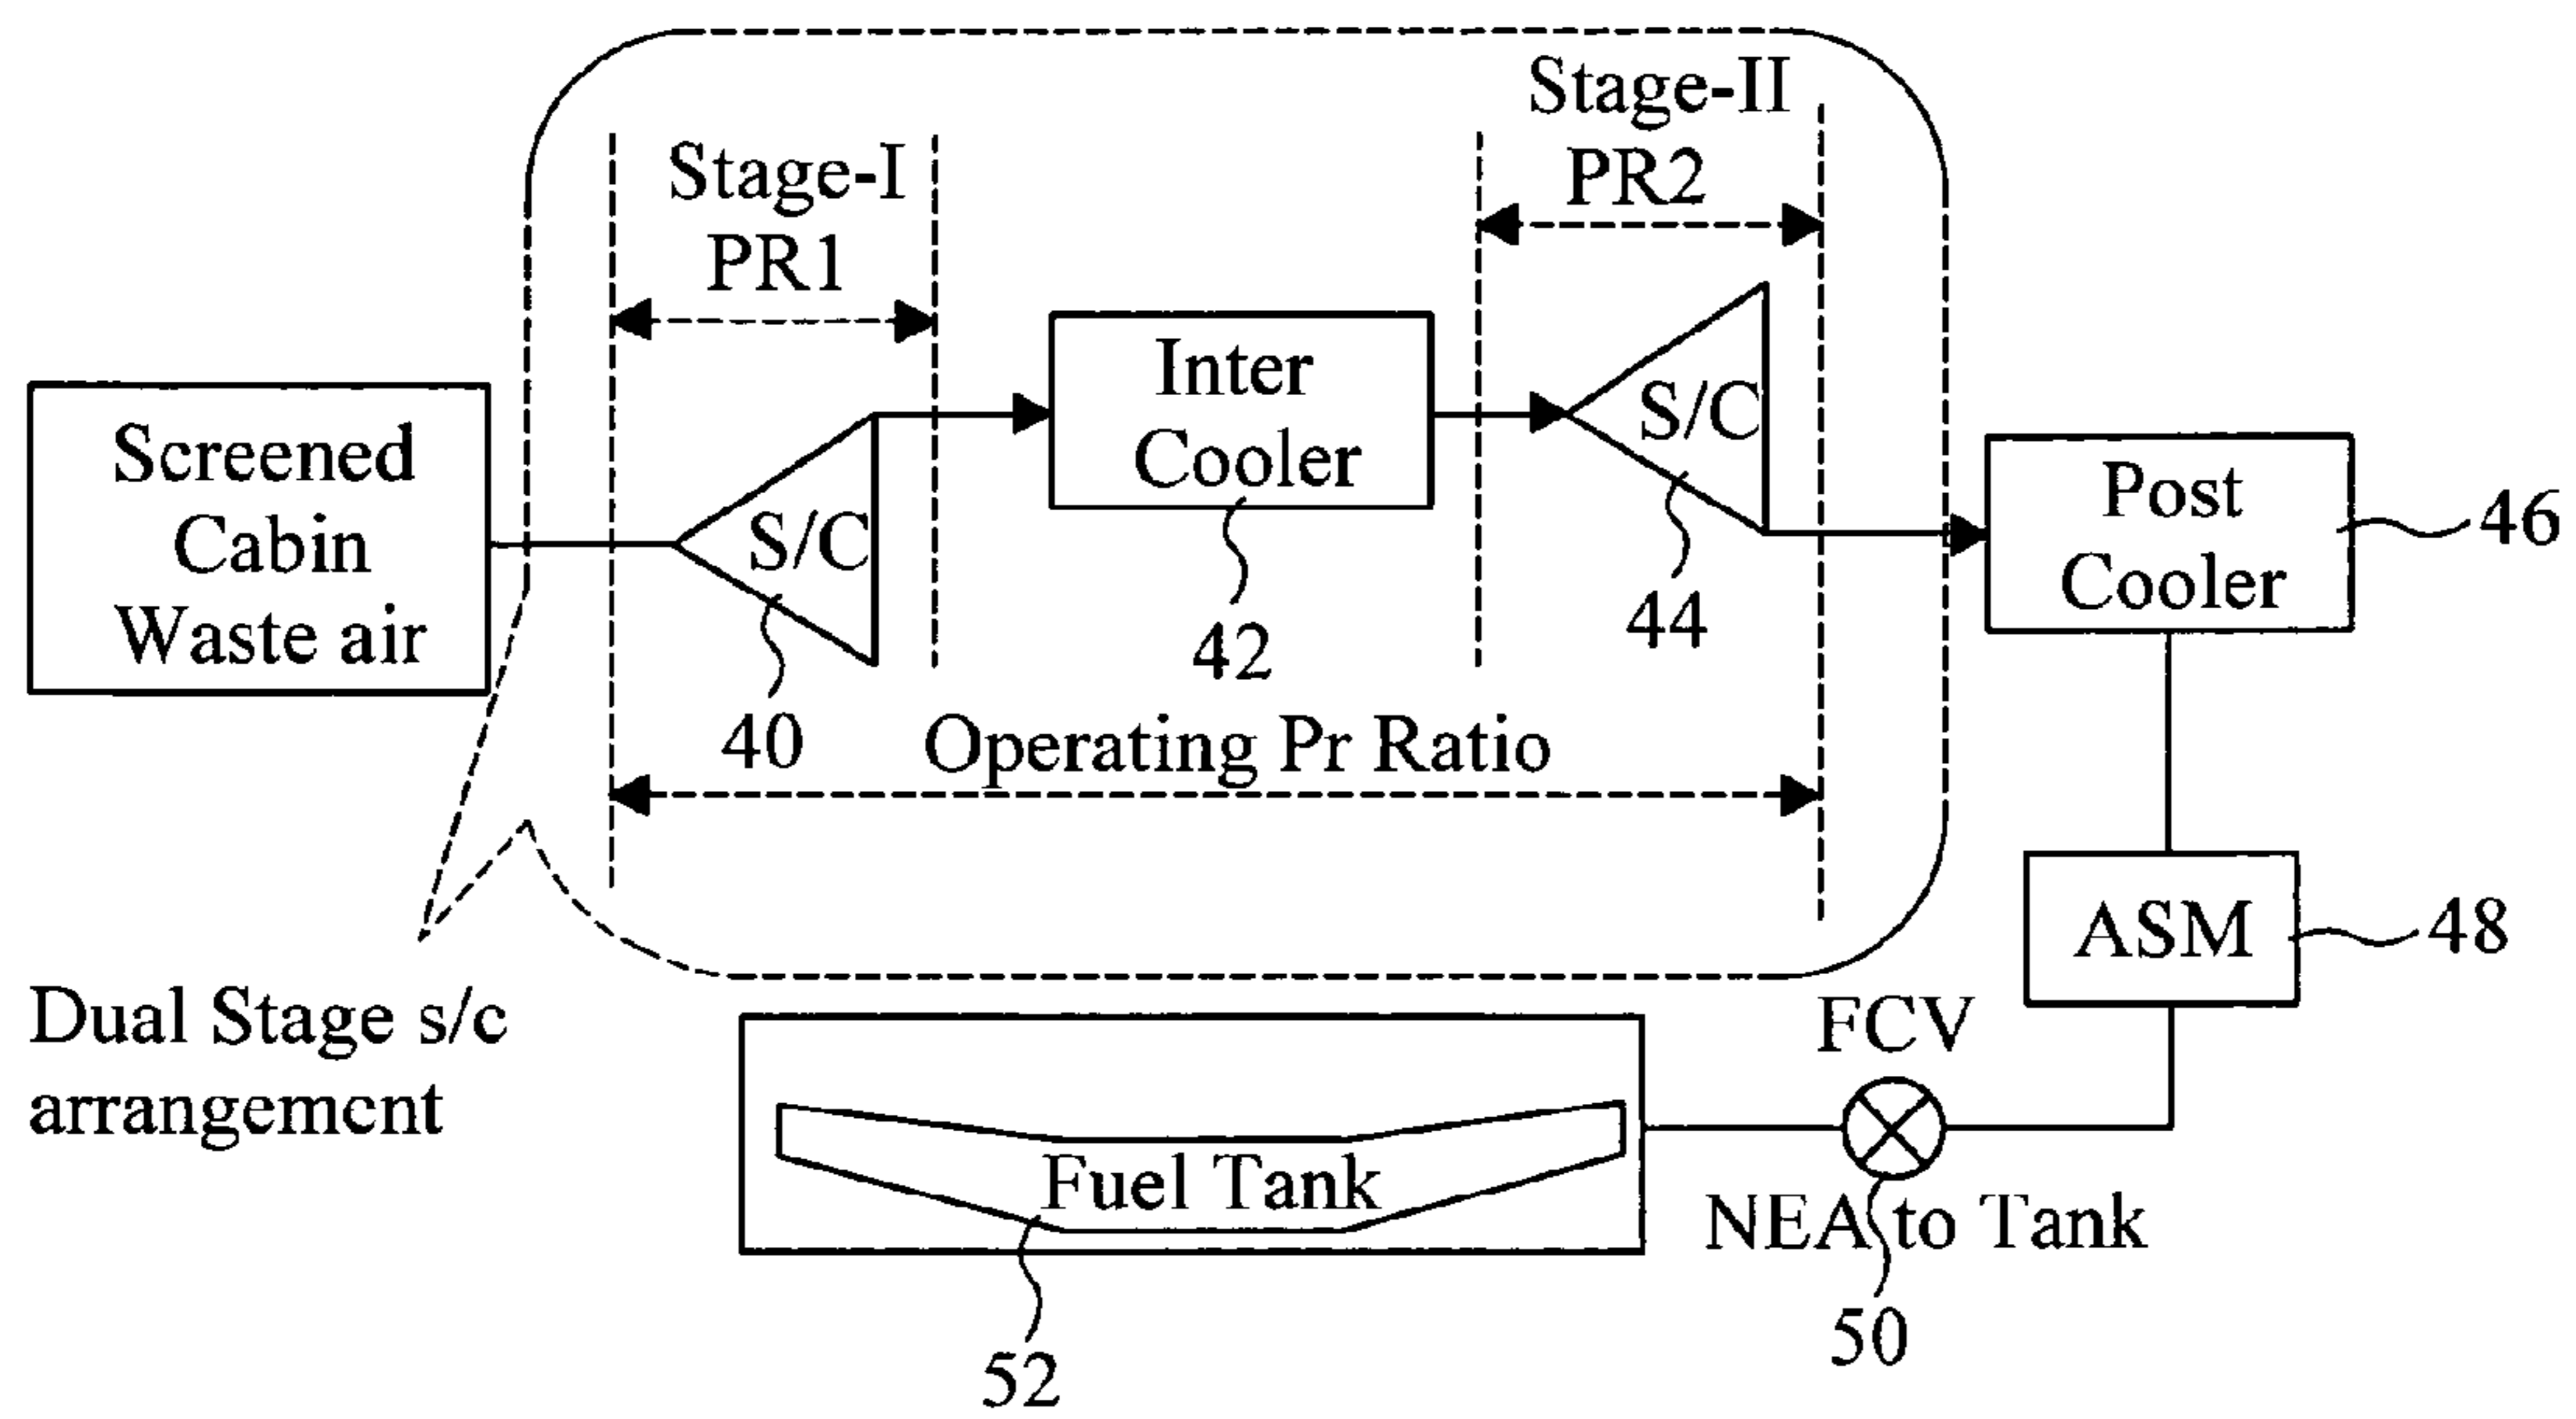 Stage-II
PR2
Stage-I
PR1
Inter
Cooler
S/C
S/C
Screened
Cabin
Waste air
Post
Cooler
46
44
42
40
Operating Pr Ratio
ASM
48
Dual Stage s/c
arrangement
FCV
Fuel Tank
NEA to Tank
50
52